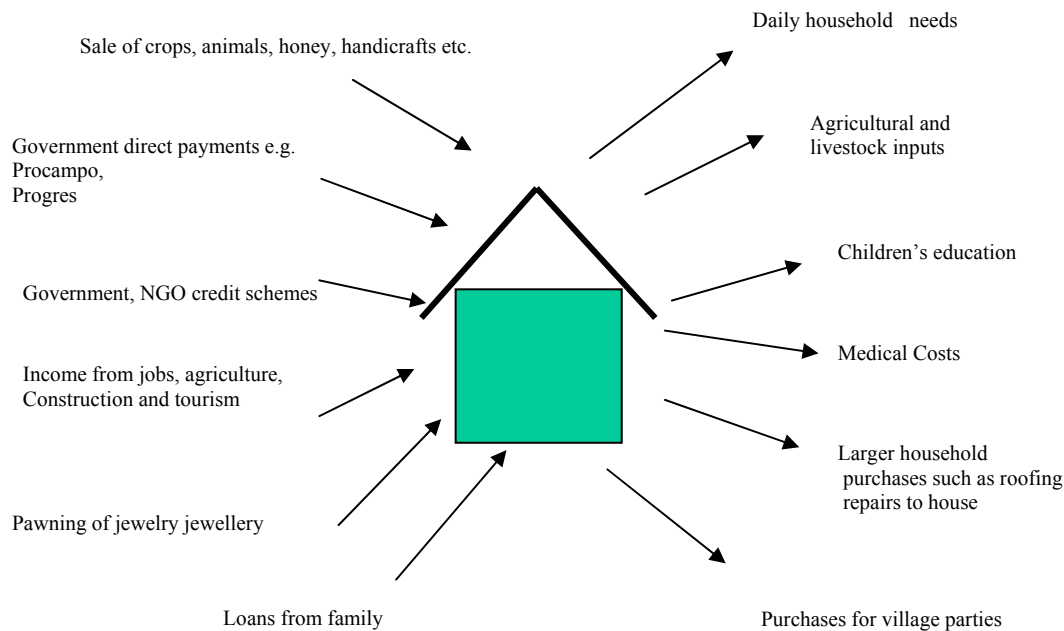 Sale of crops, animals, honey, handicrafts etc.
Government direct payments e.g.
Procampo,
Progres
Government, NGO credit schemes
Income from jobs, agriculture,
Construction and tourism
Pawning of jewelry jewellery
Loans from family
Daily household needs
Agricultural and
livestock inputs
Children’s education
Medical Costs
Larger household
purchases such as roofing
repairs to house
Purchases for village parties